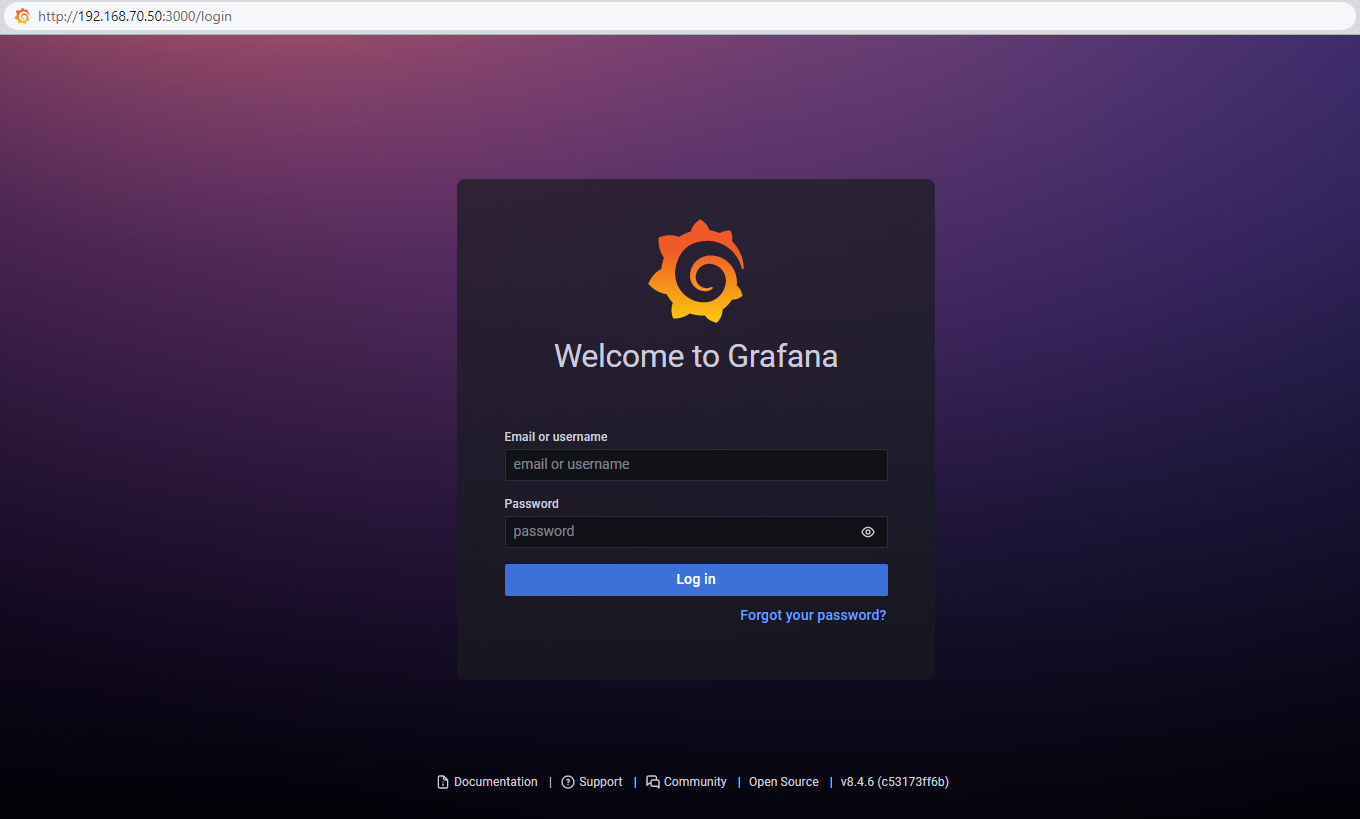 http://192.168.70.50:3000/login
Welcome to Grafana
Email or username
email or username
Password
password
Log in
Forgot your password?
Documentation | Support | Community | Open Source | v8.4.6 (c53173ff6b)